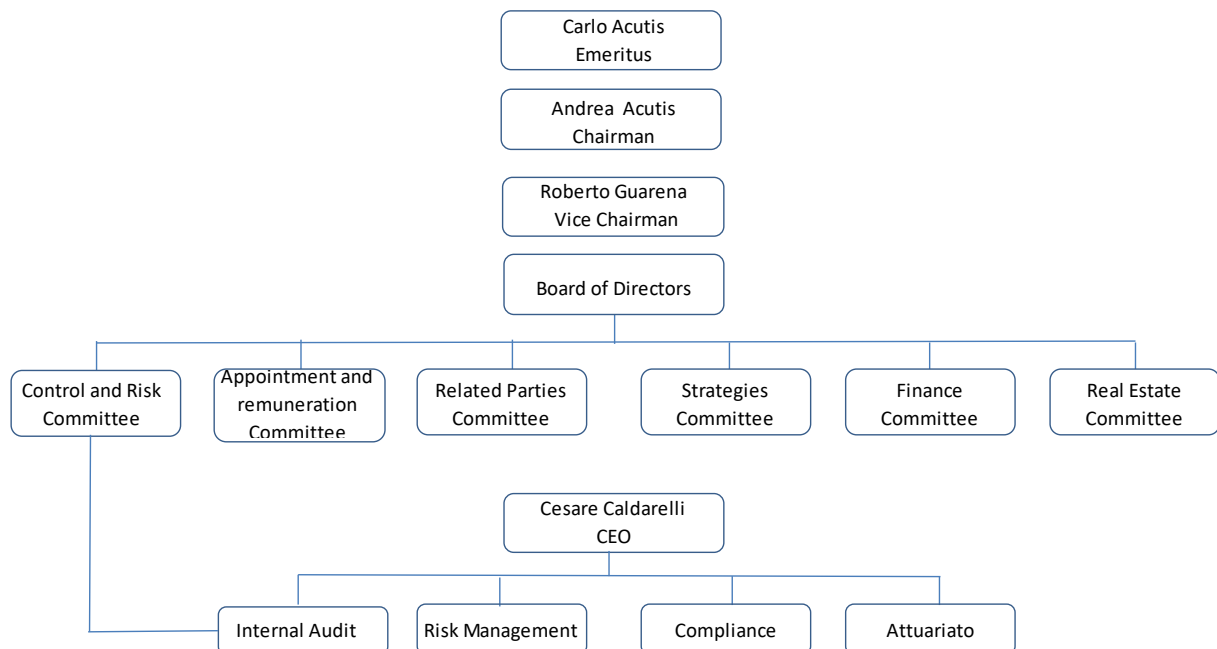 Carlo Acutis
Emeritus
Andrea Acutis
Chairman
Roberto Guarena
Vice Chairman
Board of Directors
Control and Risk
Committee
Appointment and
remuneration
Committee
Related Parties
Committee
Strategies
Committee
Finance
Committee
Real Estate
Committee
Cesare Caldarelli
CEO
Internal Audit
Risk Management
Compliance
Attuariato